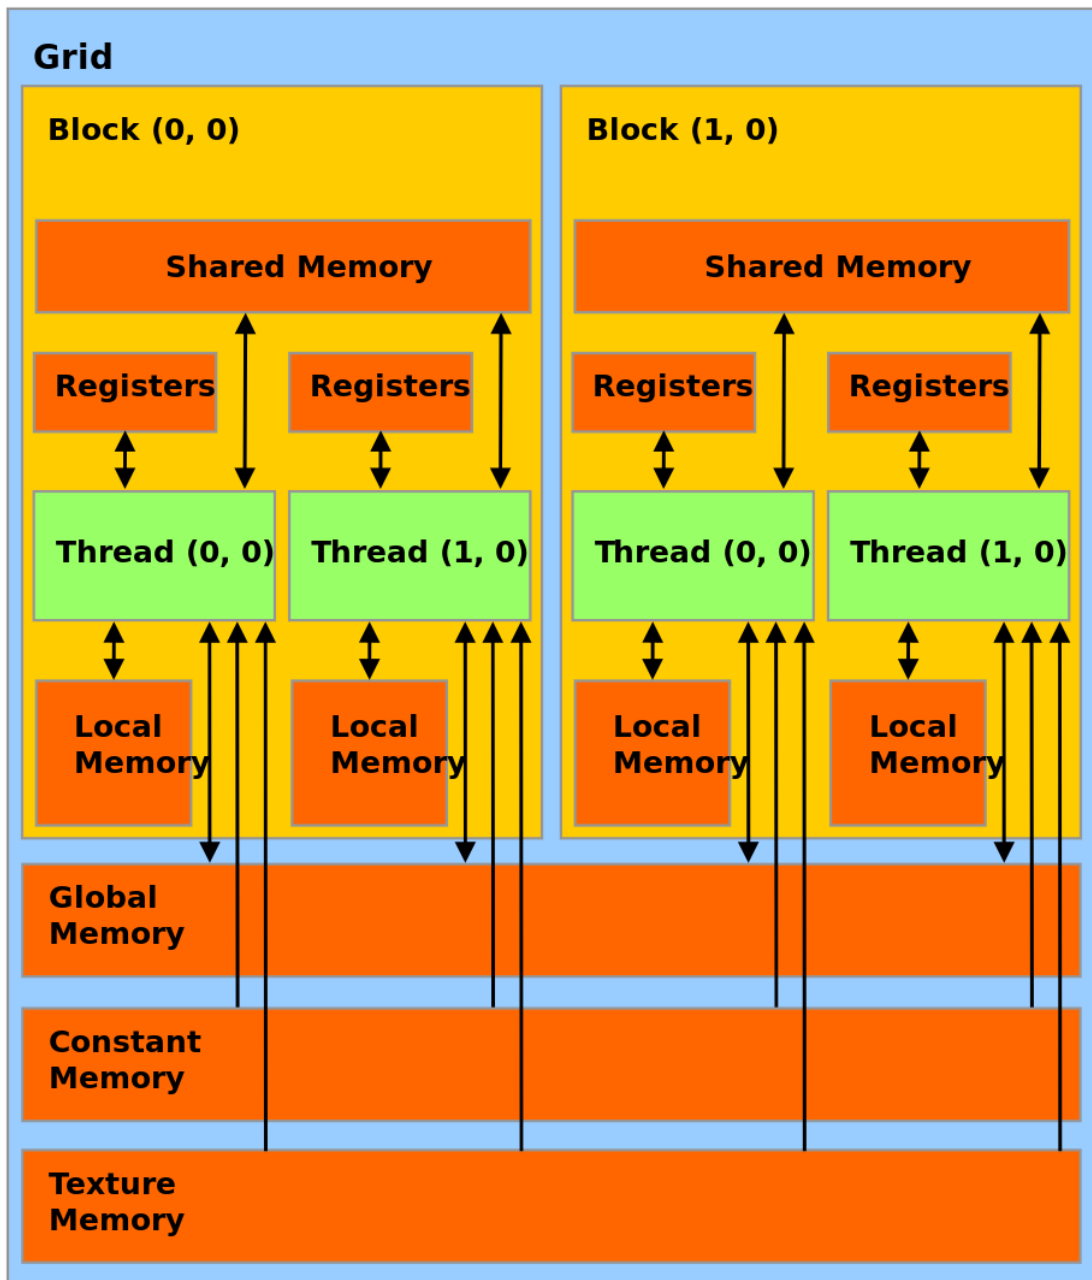 Grid
Block (0, 0)
Shared Memory
Registers
Registers
Thread (0, 0)
Thread (1, 0)
Local
Memory
Local
Memory
Block (1, 0)
Shared Memory
Registers
Registers
Thread (0, 0)
Thread (1, 0)
Local
Memory
Local
Memory
Global
Memory
Constant
Memory
Texture
Memory